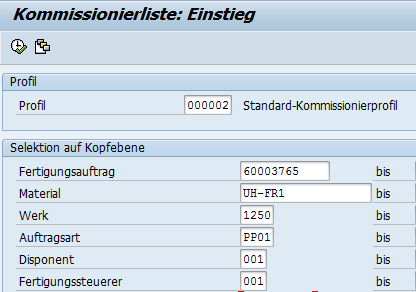 Kommissionierliste: Einstieg
Profil
Profil 000002 Standard-Kommissionierprofil
Selektion auf Kopfebene
Fertigungsauftrag 60003765 bis
Material UH-FR1 bis
Werk 1250 bis
Auftragsart PP01 bis
Disponent 001 bis
Fertigungssteuerer 001 bis